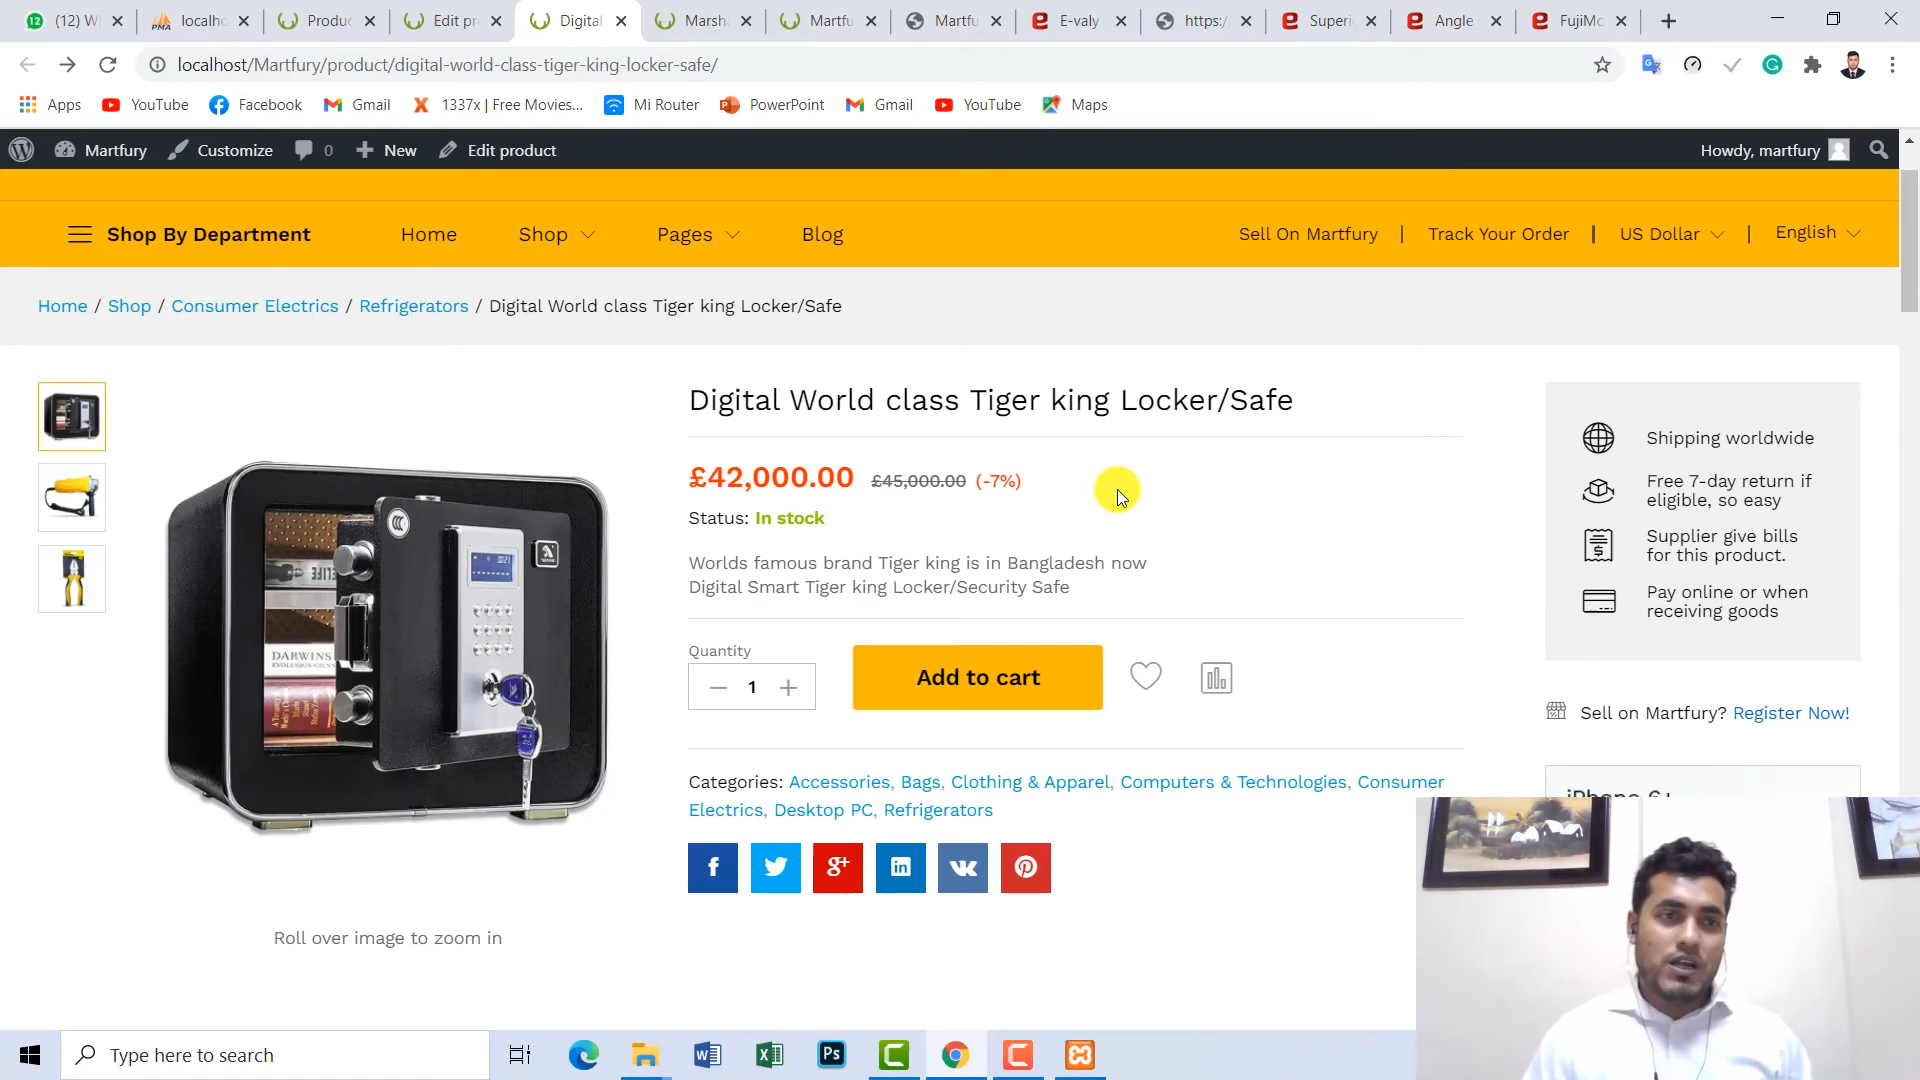 (12) W
localho
Produc
Edit pr
Digital
Marsha
Martfu
Martfu
E-valy
https:/
Superi
Angle
FujiMo
localhost/Martfury/product/digital-world-class-tiger-king-locker-safe/
Apps
YouTube
Facebook
Gmail
1337x | Free Movies...
Mi Router
PowerPoint
Gmail
YouTube
Maps
Martfury
Customize
0
New
Edit product
Howdy, martfury
Shop By Department
Home
Shop
Pages
Blog
Sell On Martfury | Track Your Order | US Dollar | English
Home / Shop / Consumer Electrics / Refrigerators / Digital World class Tiger king Locker/Safe
Digital World class Tiger king Locker/Safe
£42,000.00 £45,000.00 (-7%)
Status: In stock
Worlds famous brand Tiger king is in Bangladesh now
Digital Smart Tiger king Locker/Security Safe
Quantity
1
Add to cart
Categories: Accessories, Bags, Clothing & Apparel, Computers & Technologies, Consumer
Electrics, Desktop PC, Refrigerators
Roll over image to zoom in
DARWINS
Shipping worldwide
Free 7-day return if
eligible, so easy
Supplier give bills
for this product.
Pay online or when
receiving goods
Sell on Martfury? Register Now!
Type here to search